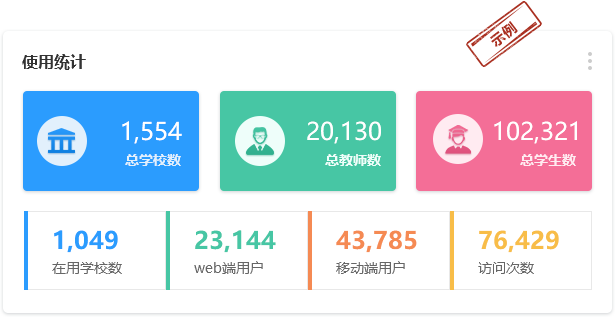 示例
使用统计
1,554
总学校数
20,130
总教师数
102,321
总学生数
1,049
在用学校数
23,144
web端用户
43,785
移动端用户
76,429
访问次数